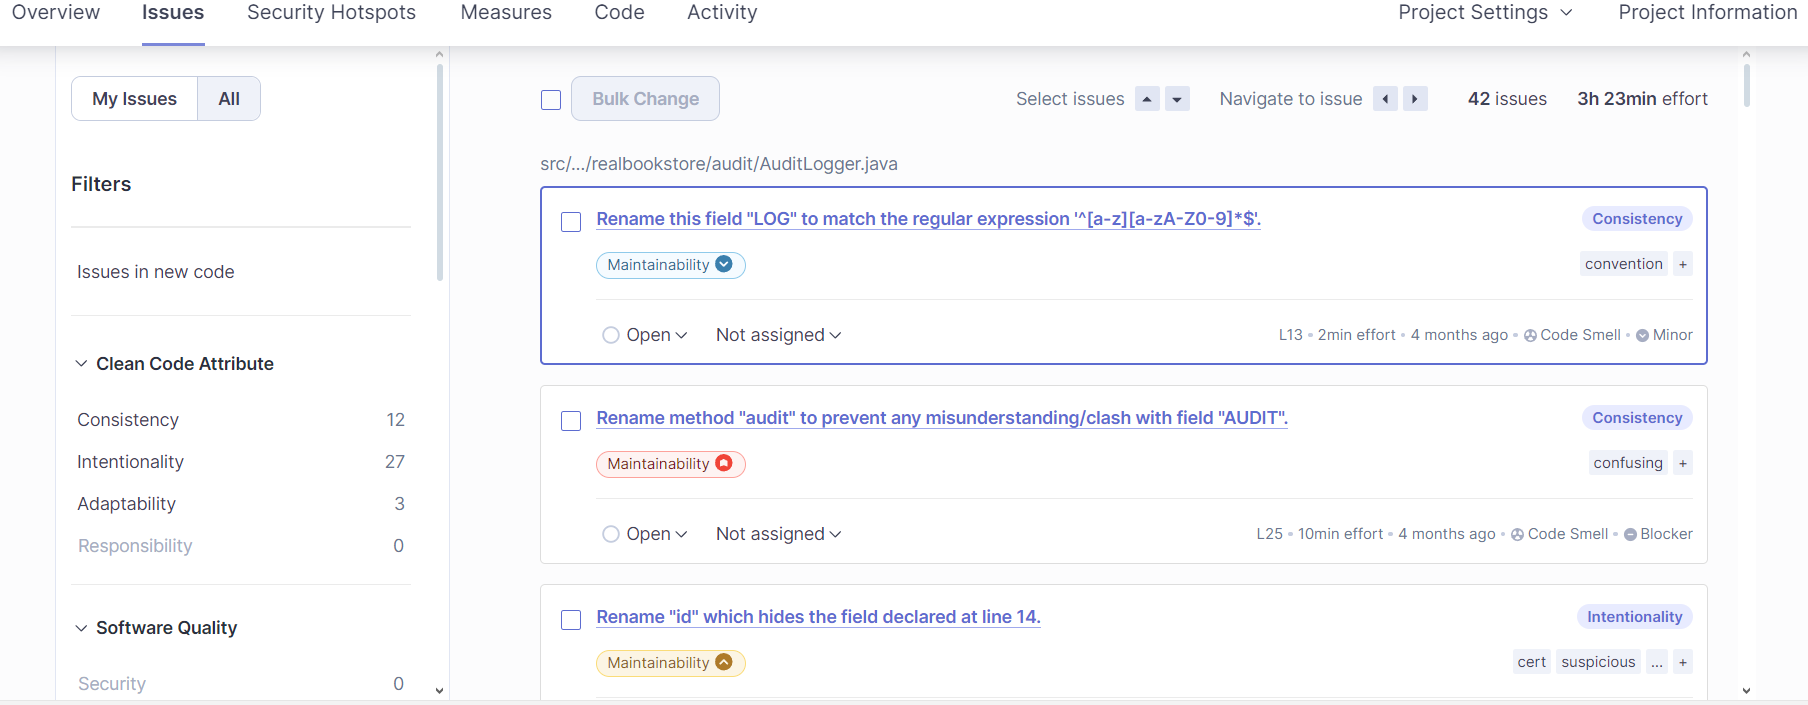 Overview Issues Security Hotspots Measures Code Activity Project Settings Project Information
My Issues All
Bulk Change Select issues Navigate to issue 42 issues 3h 23min effort
Filters
Issues in new code
Clean Code Attribute
Consistency 12
Intentionality 27
Adaptability 3
Responsibility 0
Software Quality
Security 0
src/.../realbookstore/audit/AuditLogger.java
Rename this field "LOG" to match the regular expression '^[a-z][a-zA-Z0-9]*$'. Consistency
Maintainability convention +
Open Not assigned L13 • 2min effort • 4 months ago • Code Smell • Minor
Rename method "audit" to prevent any misunderstanding/clash with field "AUDIT". Consistency
Maintainability confusing +
Open Not assigned L25 • 10min effort • 4 months ago • Code Smell • Blocker
Rename "id" which hides the field declared at line 14. Intentionality
Maintainability cert suspicious ... +